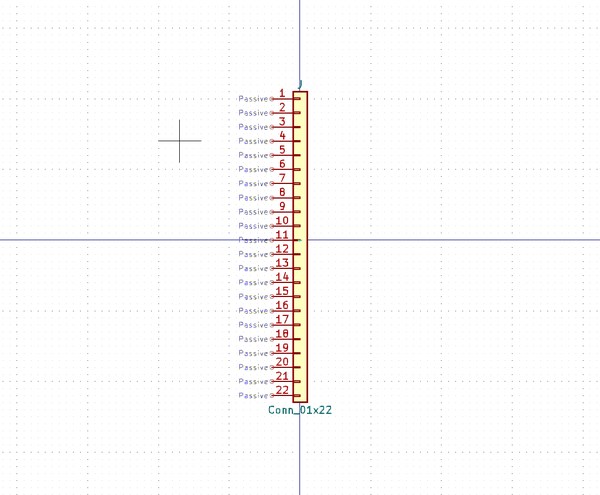 J
Passive 1
Passive 2
Passive 3
Passive 4
Passive 5
Passive 6
Passive 7
Passive 8
Passive 9
Passive 10
Passive 11
Passive 12
Passive 13
Passive 14
Passive 15
Passive 16
Passive 17
Passive 18
Passive 19
Passive 20
Passive 21
Passive 22
Conn_01x22